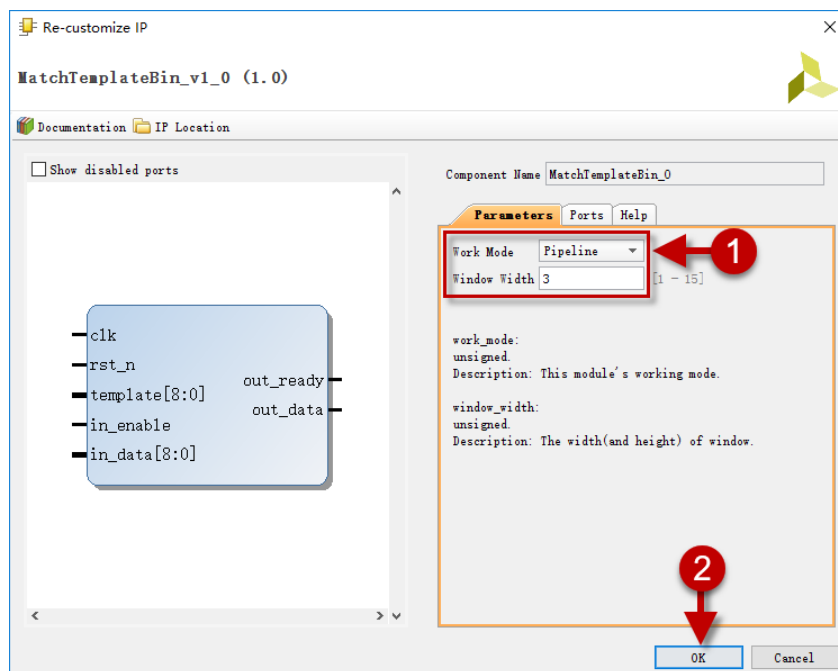 Re-customize IP
MatchTemplateBin_v1_0 (1.0)
Documentation IP Location
Show disabled ports
clk
rst_n
template[8:0]
in_enable
in_data[8:0]
out_ready
out_data
Component Name MatchTemplateBin_0
Parameters Ports Help
Work Mode Pipeline
1
Window Width 3 [1 - 15]
work_mode:
unsigned.
Description: This module's working mode.
window_width:
unsigned.
Description: The width(and height) of window.
2
OK Cancel